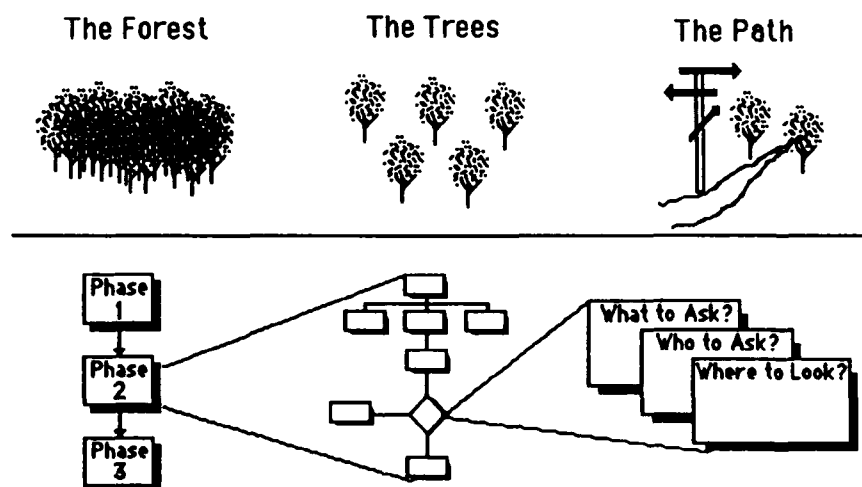 The Forest
The Trees
The Path
Phase
1
Phase
2
Phase
3
What to Ask?
Who to Ask?
Where to Look?